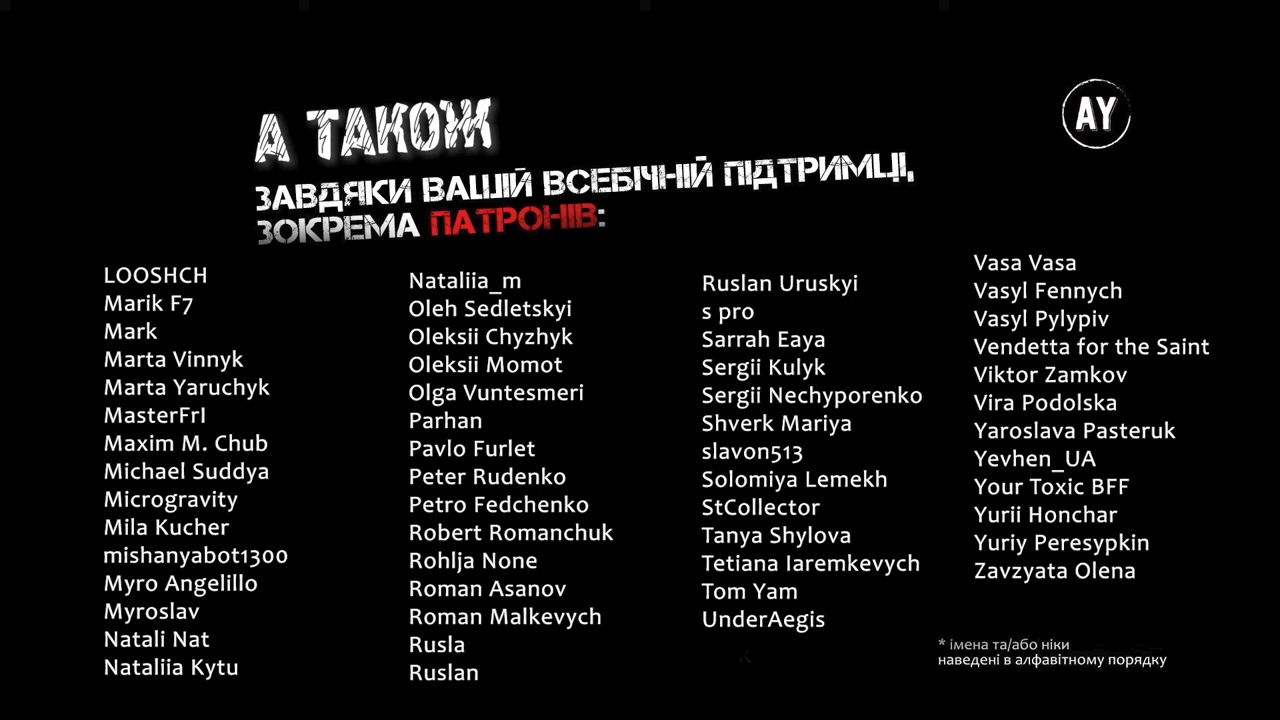 А ТАКОЖ
AY
ЗАВДЯКИ ВАШІЙ ВСЕБІЧНІЙ ПІДТРИМЦІ,
ЗОКРЕМА ПАТРОНІВ:
LOOSHCH
Marik F7
Mark
Marta Vinnyk
Marta Yaruchyk
MasterFrI
Maxim M. Chub
Michael Suddya
Microgravity
Mila Kucher
mishanyabot1300
Myro Angelillo
Myroslav
Natali Nat
Nataliia Kytu
Nataliia_m
Oleh Sedletskyi
Oleksii Chyzhyk
Oleksii Momot
Olga Vuntesmeri
Parhan
Pavlo Furlet
Peter Rudenko
Petro Fedchenko
Robert Romanchuk
Rohlja None
Roman Asanov
Roman Malkevych
Rusla
Ruslan
Ruslan Uruskyi
s pro
Sarrah Eaya
Sergii Kulyk
Sergii Nechyporenko
Shverk Mariya
slavon513
Solomiya Lemekh
StCollector
Tanya Shylova
Tetiana Iaremkevych
Tom Yam
UnderAegis
Vasa Vasa
Vasyl Fennych
Vasyl Pylypiv
Vendetta for the Saint
Viktor Zamkov
Vira Podolska
Yaroslava Pasteruk
Yevhen_UA
Your Toxic BFF
Yurii Honchar
Yuriy Peresypkin
Zavzyata Olena
* імена та/або ніки
наведені в алфавітному порядку